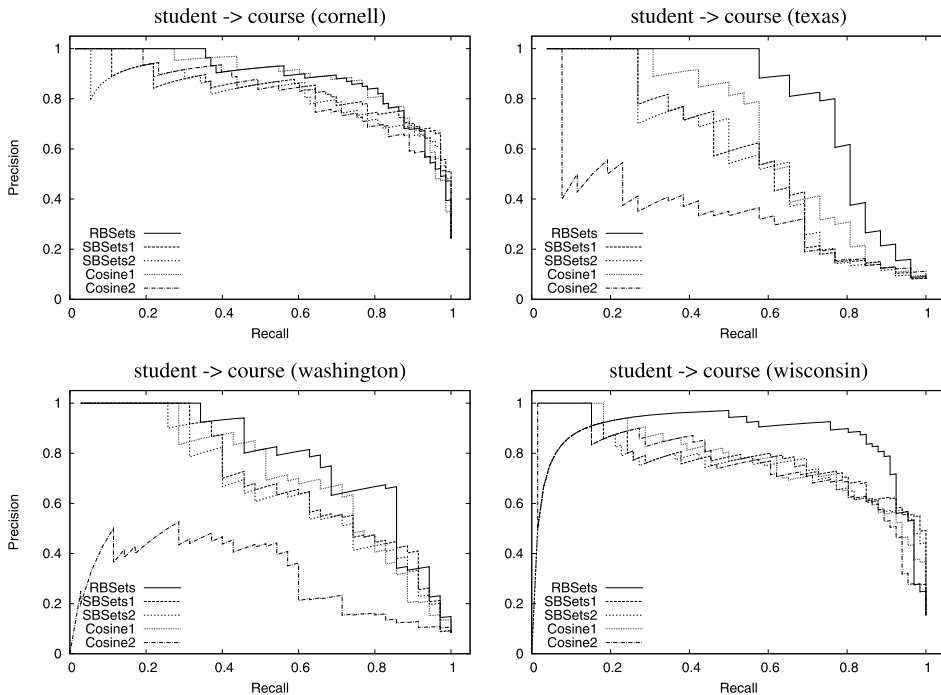 student -> course (cornell)
student -> course (texas)
1
0.8
0.6
0.4
0.2
0
Precision
RBSets
SBSets1
SBSets2
Cosine1
Cosine2
0 0.2 0.4 0.6 0.8 1
Recall
1
0.8
0.6
0.4
0.2
0
RBSets
SBSets1
SBSets2
Cosine1
Cosine2
0 0.2 0.4 0.6 0.8 1
Recall
student -> course (washington)
student -> course (wisconsin)
1
0.8
0.6
0.4
0.2
0
Precision
RBSets
SBSets1
SBSets2
Cosine1
Cosine2
0 0.2 0.4 0.6 0.8 1
Recall
1
0.8
0.6
0.4
0.2
0
RBSets
SBSets1
SBSets2
Cosine1
Cosine2
0 0.2 0.4 0.6 0.8 1
Recall